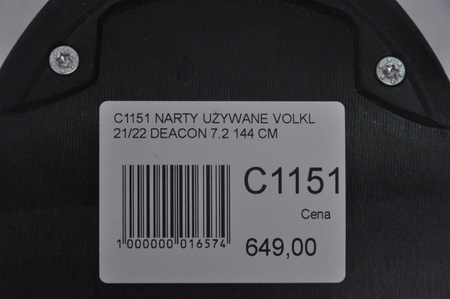 C1151 NARTY UŻYWANE VOLKL
21/22 DEACON 7.2 144 CM
C1151
Cena
1 000000 016574
649,00